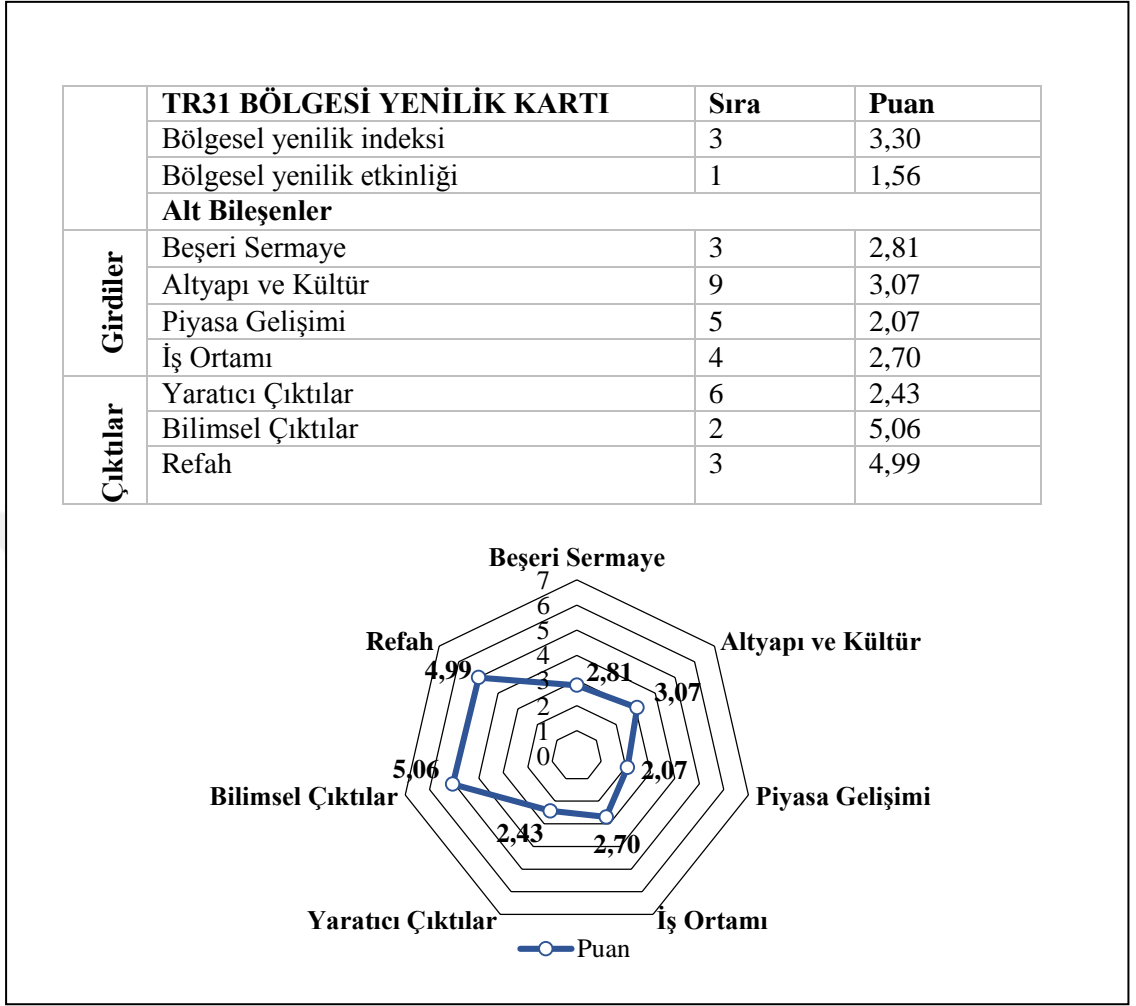 TR31 BÖLGESİ YENİLİK KARTI Sıra Puan
Bölgesel yenilik indeksi 3 3,30
Bölgesel yenilik etkinliği 1 1,56
Alt Bileşenler
Girdiler
Beşeri Sermaye 3 2,81
Altyapı ve Kültür 9 3,07
Piyasa Gelişimi 5 2,07
İş Ortamı 4 2,70
Çıktılar
Yaratıcı Çıktılar 6 2,43
Bilimsel Çıktılar 2 5,06
Refah 3 4,99
Beşeri Sermaye
7
6
Refah
5
Altyapı ve Kültür
4
4,99
2,81
3
3,07
2
1
0
5,06
2,07
Bilimsel Çıktılar
Piyasa Gelişimi
2,43
2,70
Yaratıcı Çıktılar
İş Ortamı
Puan